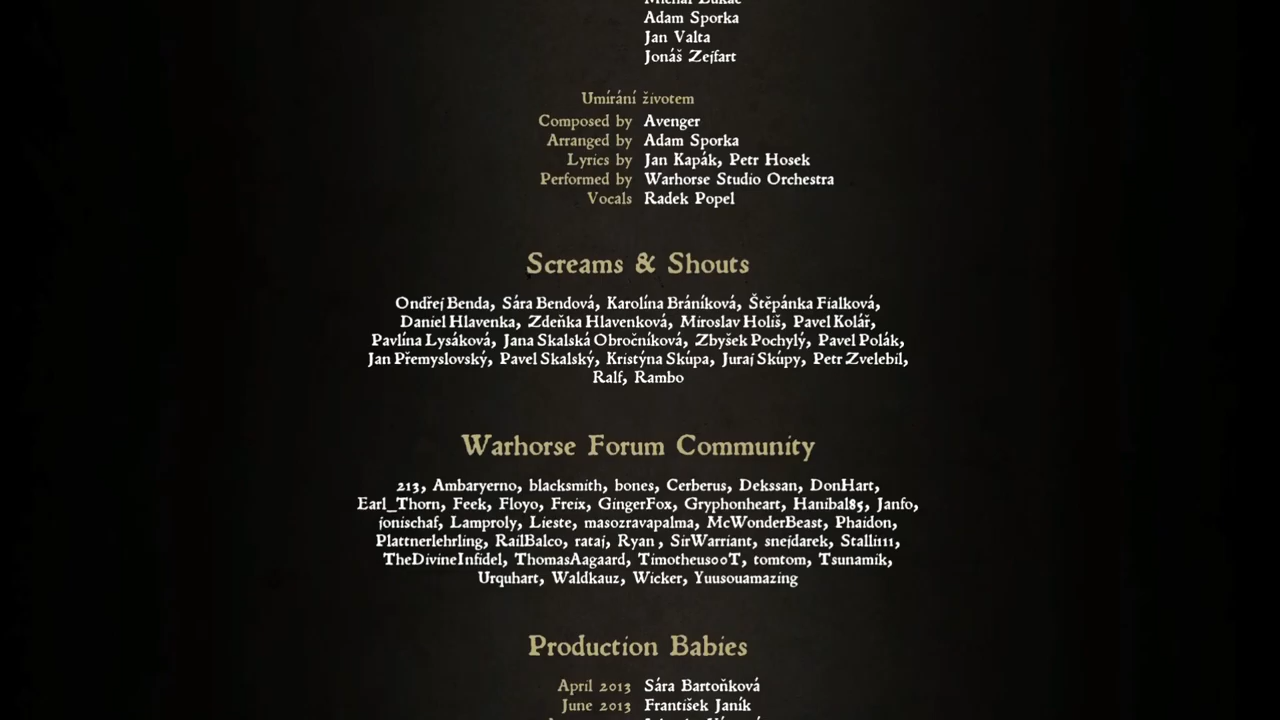 Adam Sporka
Jan Valta
Jonáš Zejfart
Umírání životem
Composed by Avenger
Arranged by Adam Sporka
Lyrics by Jan Kapák, Petr Hosek
Performed by Warhorse Studio Orchestra
Vocals Radek Popel
Screams & Shouts
Ondřej Benda, Sára Bendová, Karolína Bráníková, Štěpánka Fialková,
Daniel Hlavenka, Zdeňka Hlavenková, Miroslav Holiš, Pavel Kolář,
Pavlína Lysáková, Jana Skalská Obročníková, Zbyšek Pochylý, Pavel Polák,
Jan Přemyslovský, Pavel Skalský, Kristýna Skúpa, Juraj Skúpy, Petr Zvelebil,
Ralf, Rambo
Warhorse Forum Community
213, Ambaryerno, blacksmith, bones, Cerberus, Dekssan, DonHart,
Earl_Thorn, Feek, Floyo, Freix, GingerFox, Gryphonheart, Hanibal85, Janfo,
jonischaf, Lamproly, Lieste, masozravapalma, McWonderBeast, Phaidon,
Plattnerlehrling, RailBalco, rataj, Ryan , SirWarriant, snejdarek, Stalli111,
TheDivineInfidel, ThomasAagaard, Timotheus00T, tomtom, Tsunamik,
Urquhart, Waldkauz, Wicker, Yuusouamazing
Production Babies
April 2013 Sára Bartoňková
June 2013 František Janík